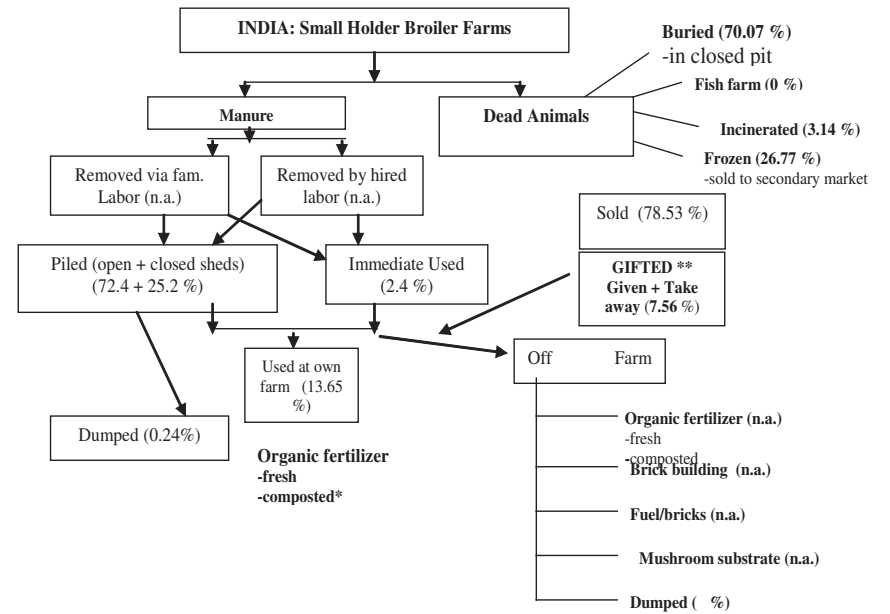 INDIA: Small Holder Broiler Farms
Buried (70.07 %)
-in closed pit
Fish farm (0 %)
Manure
Dead Animals
Incinerated (3.14 %)
Frozen (26.77 %)
-sold to secondary market
Removed via fam.
Labor (n.a.)
Removed by hired
labor (n.a.)
Sold (78.53 %)
Piled (open + closed sheds)
(72.4 + 25.2 %)
Immediate Used
(2.4 %)
GIFTED **
Given + Take
away (7.56 %)
Used at own
farm (13.65
%)
Off Farm
Dumped (0.24%)
Organic fertilizer
-fresh
-composted*
Organic fertilizer (n.a.)
-fresh
-composted
Brick building (n.a.)
Fuel/bricks (n.a.)
Mushroom substrate (n.a.)
Dumped ( %)